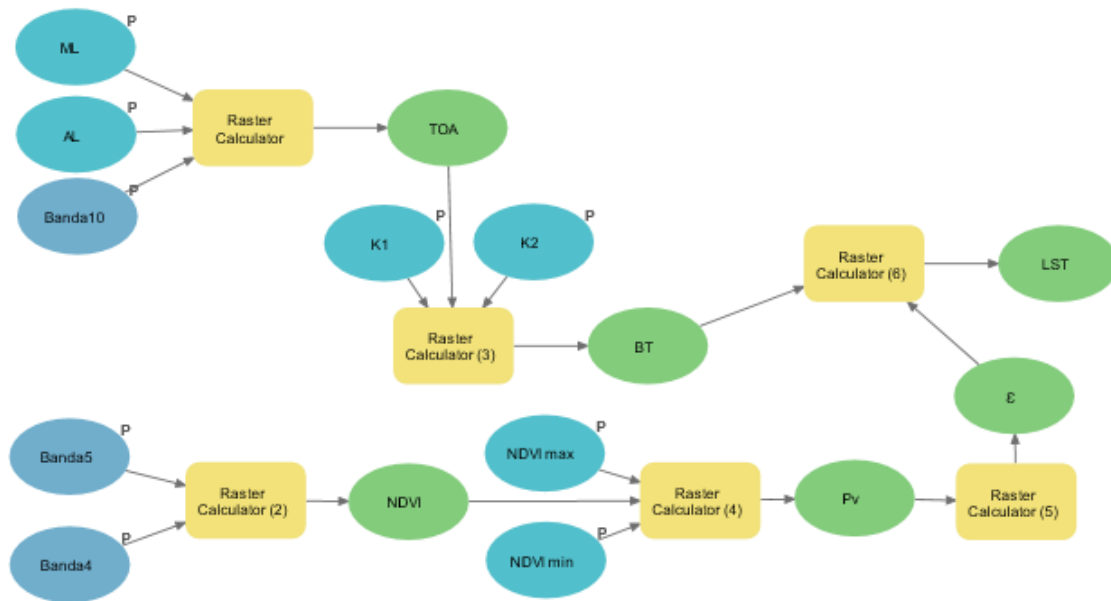 P
ML
P
AL
P
Banda10
Raster
Calculator
TOA
P
K1
P
K2
Raster
Calculator (3)
BT
Raster
Calculator (6)
LST
ε
P
Banda5
P
Banda4
Raster
Calculator (2)
NDVI
P
NDVI max
P
NDVI min
Raster
Calculator (4)
Pv
Raster
Calculator (5)